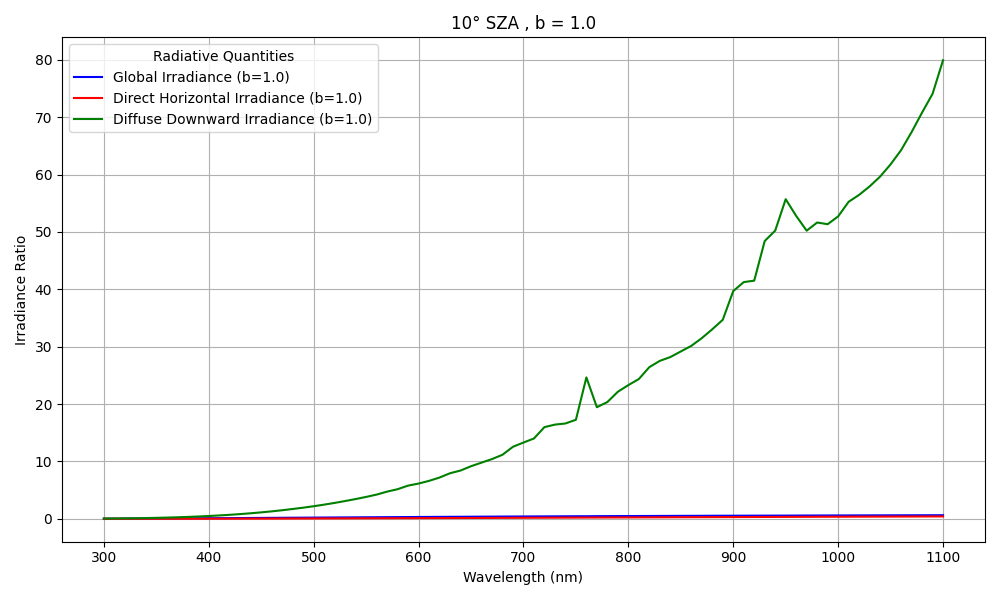 10° SZA , b = 1.0
Radiative Quantities
Global Irradiance (b=1.0)
Direct Horizontal Irradiance (b=1.0)
Diffuse Downward Irradiance (b=1.0)
Irradiance Ratio
80
70
60
50
40
30
20
10
0
300 400 500 600 700 800 900 1000 1100
Wavelength (nm)